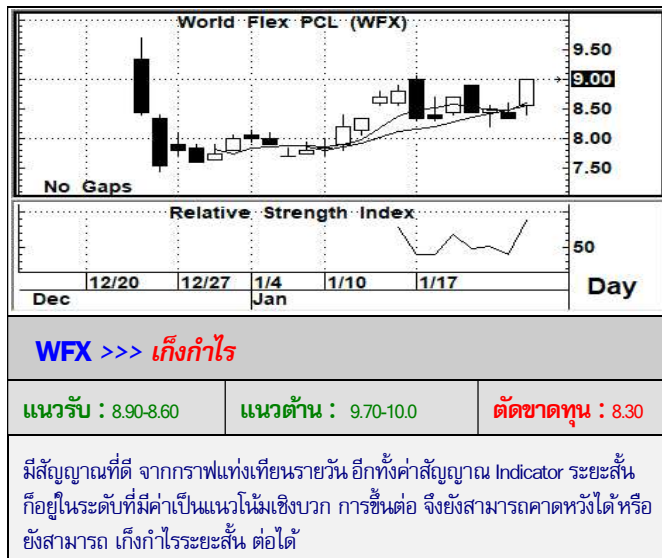 World Flex PCL (WFX)
9.50
9.00
8.50
8.00
7.50
No Gaps
Relative Strength Index
50
12/20 12/27 1/4 1/10 1/17
Dec Jan
Day
WFX >>> เก็งกำไร
แนวรับ : 8.90-8.60 แนวต้าน : 9.70-10.0 ตัดขาดทุน : 8.30
มีสัญญาณที่ดี จากกราฟแท่งเทียนรายวัน อีกทั้งค่าสัญญาณ Indicator ระยะสั้น
ก็อยู่ในระดับที่มีค่าเป็นแนวโน้มเชิงบวก การขึ้นต่อ จึงยังสามารถคาดหวังได้หรือ
ยังสามารถ เก็งกำไรระยะสั้น ต่อได้